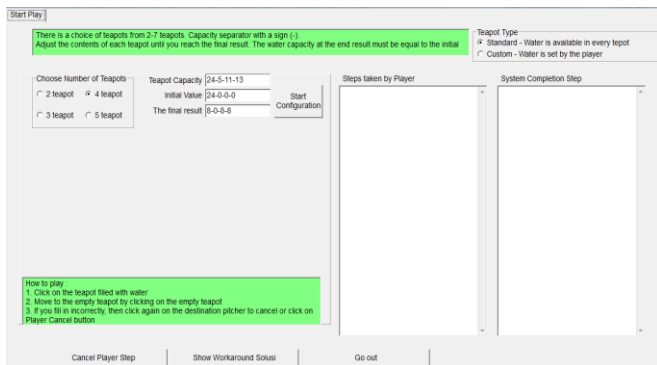 Start Play
There is a choice of teapots from 2-7 teapots. Capacity separator with a sign (-).
Adjust the contents of each teapot until you reach the final result. The water capacity at the end result must be equal to the initial
Teapot Type
Standard - Water is available in every tepot
Custom - Water is set by the player
Choose Number of Teapots
2 teapot
4 teapot
3 teapot
5 teapot
Teapot Capacity 24-5-11-13
Initial Value 24-0-0-0
The final result 8-0-8-8
Start
Configuration
Steps taken by Player
System Completion Step
How to play :
1. Click on the teapot filled with water
2. Move to the empty teapot by clicking on the empty teapot
3. If you fill in incorrectly, then click again on the destination pitcher to cancel or click on
Player Cancel button
Cancel Player Step
Show Workaround Solusi
Go out